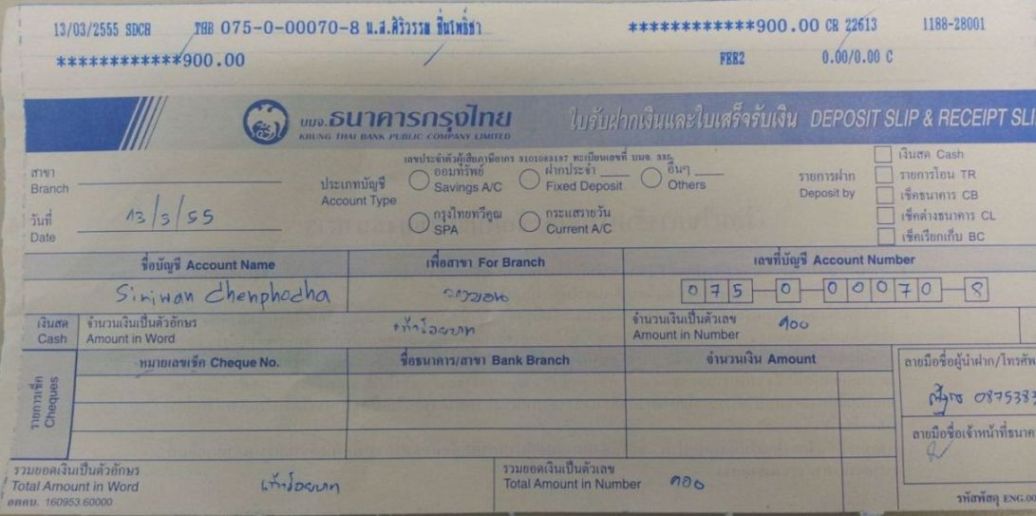 13/03/2555 SDCH THB 075-0-00070-8 น.ส.ศิริวรรณ ชื่นโพธิ์ชา ************900.00 CR 22613 1188-28001
************900.00 FEE2 0.00/0.00 C
บมจ.ธนาคารกรุงไทย ใบรับฝากเงินและใบเสร็จรับเงิน DEPOSIT SLIP & RECEIPT SLI
KRUNG THAI BANK PUBLIC COMPANY LIMITED
เลขประจำตัวผู้เสียภาษีอากร ทะเบียนเลขที่ บมจ. 335
สาขา
Branch
วันที่ 13/3/55
Date
ประเภทบัญชี
Account Type
ออมทรัพย์
Savings A/C
ฝากประจำ
Fixed Deposit
อื่นๆ
Others
กรุงไทยทวีคูณ
SPA
กระแสรายวัน
Current A/C
รายการฝาก
Deposit by
เงินสด Cash
รายการโอน TR
เช็คธนาคาร CB
เช็คต่างธนาคาร CL
เช็คเรียกเก็บ BC
ชื่อบัญชี Account Name เพื่อสาขา For Branch เลขที่บัญชี Account Number
Siriwan Chenphodha 075-0-00070-8
เงินสด
Cash
จำนวนเงินเป็นตัวอักษร
Amount in Word
เก้าร้อยบาท
จำนวนเงินเป็นตัวเลข
Amount in Number
900
รายการเช็ค
Cheques
หมายเลขเช็ค Cheque No. ชื่อธนาคาร/สาขา Bank Branch จำนวนเงิน Amount
ลายมือชื่อผู้นำฝาก/โทรศัพ
0875383
ลายมือชื่อเจ้าหน้าที่ธนาค
รวมยอดเงินเป็นตัวอักษร
Total Amount in Word
เก้าร้อยบาท
รวมยอดเงินเป็นตัวเลข
Total Amount in Number
900
160953.60000
รหัสพัสดุ ENG.00